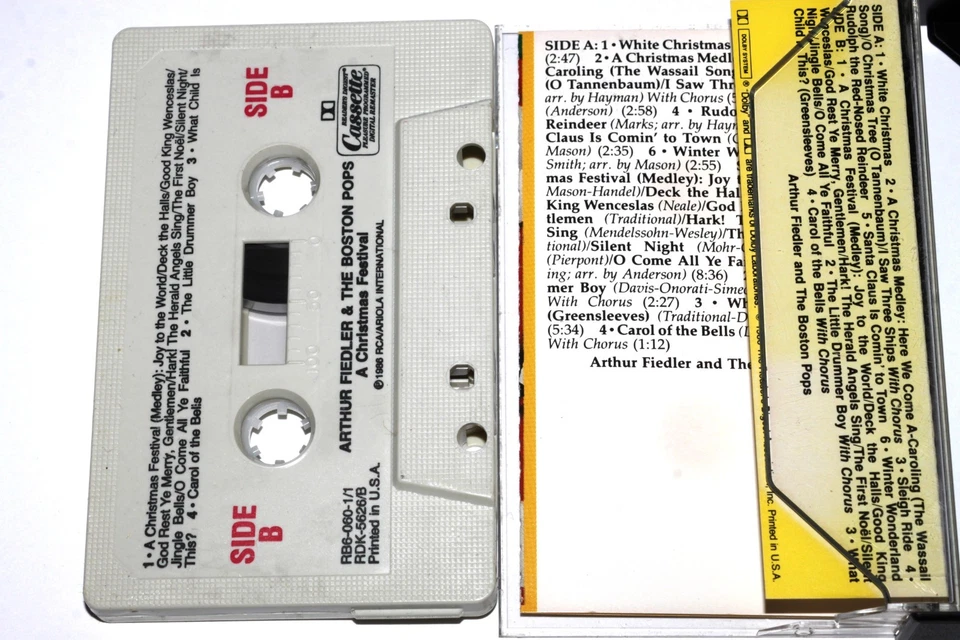 1 • A Christmas Festival (Medley): Joy to the World/Deck the Halls/Good King Wenceslas/
God Rest Ye Merry, Gentlemen/Hark! The Herald Angels Sing/The First Noël/Silent Night/
Jingle Bells/O Come All Ye Faithful 2 • The Little Drummer Boy 3 • What Child Is
This? 4 • Carol of the Bells
SIDE
B
SIDE
B
READER'S DIGEST
Cassette
PLEASURE PROGRAMMED
DIGITAL REMASTER
ARTHUR FIEDLER & THE BOSTON POPS
A Christmas Festival
©1986 RCA/ARIOLA INTERNATIONAL
RB6-060-1/1
RDK-5626/B
Printed in U.S.A.
SIDE A: 1 • White Christmas
(2:47) 2 • A Christmas Medl
Caroling (The Wassail Song
(O Tannenbaum)/I Saw Thr
arr. by Hayman) With Chorus
(Anderson) (2:58) 4 • Rudo
Reindeer (Marks; arr. by Haym
Claus Is Comin' to Town
Mason) (2:35) 6 • Winter W
Smith; arr. by Mason) (2:55)
mas Festival (Medley): Joy
Mason-Handel)/Deck the Hal
King Wenceslas (Neale)/God
tlemen (Traditional)/Hark! T
Sing (Mendelssohn-Wesley)/Th
tional)/Silent Night (Mohr-
(Pierpont)/O Come All Ye Fa
ing; arr. by Anderson) (8:36)
mer Boy (Davis-Onorati-Sime
With Chorus (2:27) 3 • Wh
(Greensleeves) (Traditional-D
(5:34) 4 • Carol of the Bells
With Chorus (1:12)
Arthur Fiedler and The
SIDE A: 1 • White Christmas 2 • A Christmas Medley: Here We Come A-Caroling (The Wassail
Song)/O Christmas Tree (O Tannenbaum)/I Saw Three Ships With Chorus 3 • Sleigh Ride 4 •
Rudolph the Red-Nosed Reindeer 5 • Santa Claus Is Comin' to Town 6 • Winter Wonderland
SIDE B: 1 • A Christmas Festival (Medley): Joy to the World/Deck the Halls/Good King
Wenceslas/God Rest Ye Merry, Gentlemen/Hark! The Herald Angels Sing/The First Noël/Silent
Night/Jingle Bells/O Come All Ye Faithful 2 • The Little Drummer Boy With Chorus 3 • What
Child Is This? (Greensleeves) 4 • Carol of the Bells With Chorus
Arthur Fiedler and The Boston Pops
DOLBY SYSTEM ® "Dolby" and are trademarks of Dolby Laboratories. Inc. Printed in U.S.A.